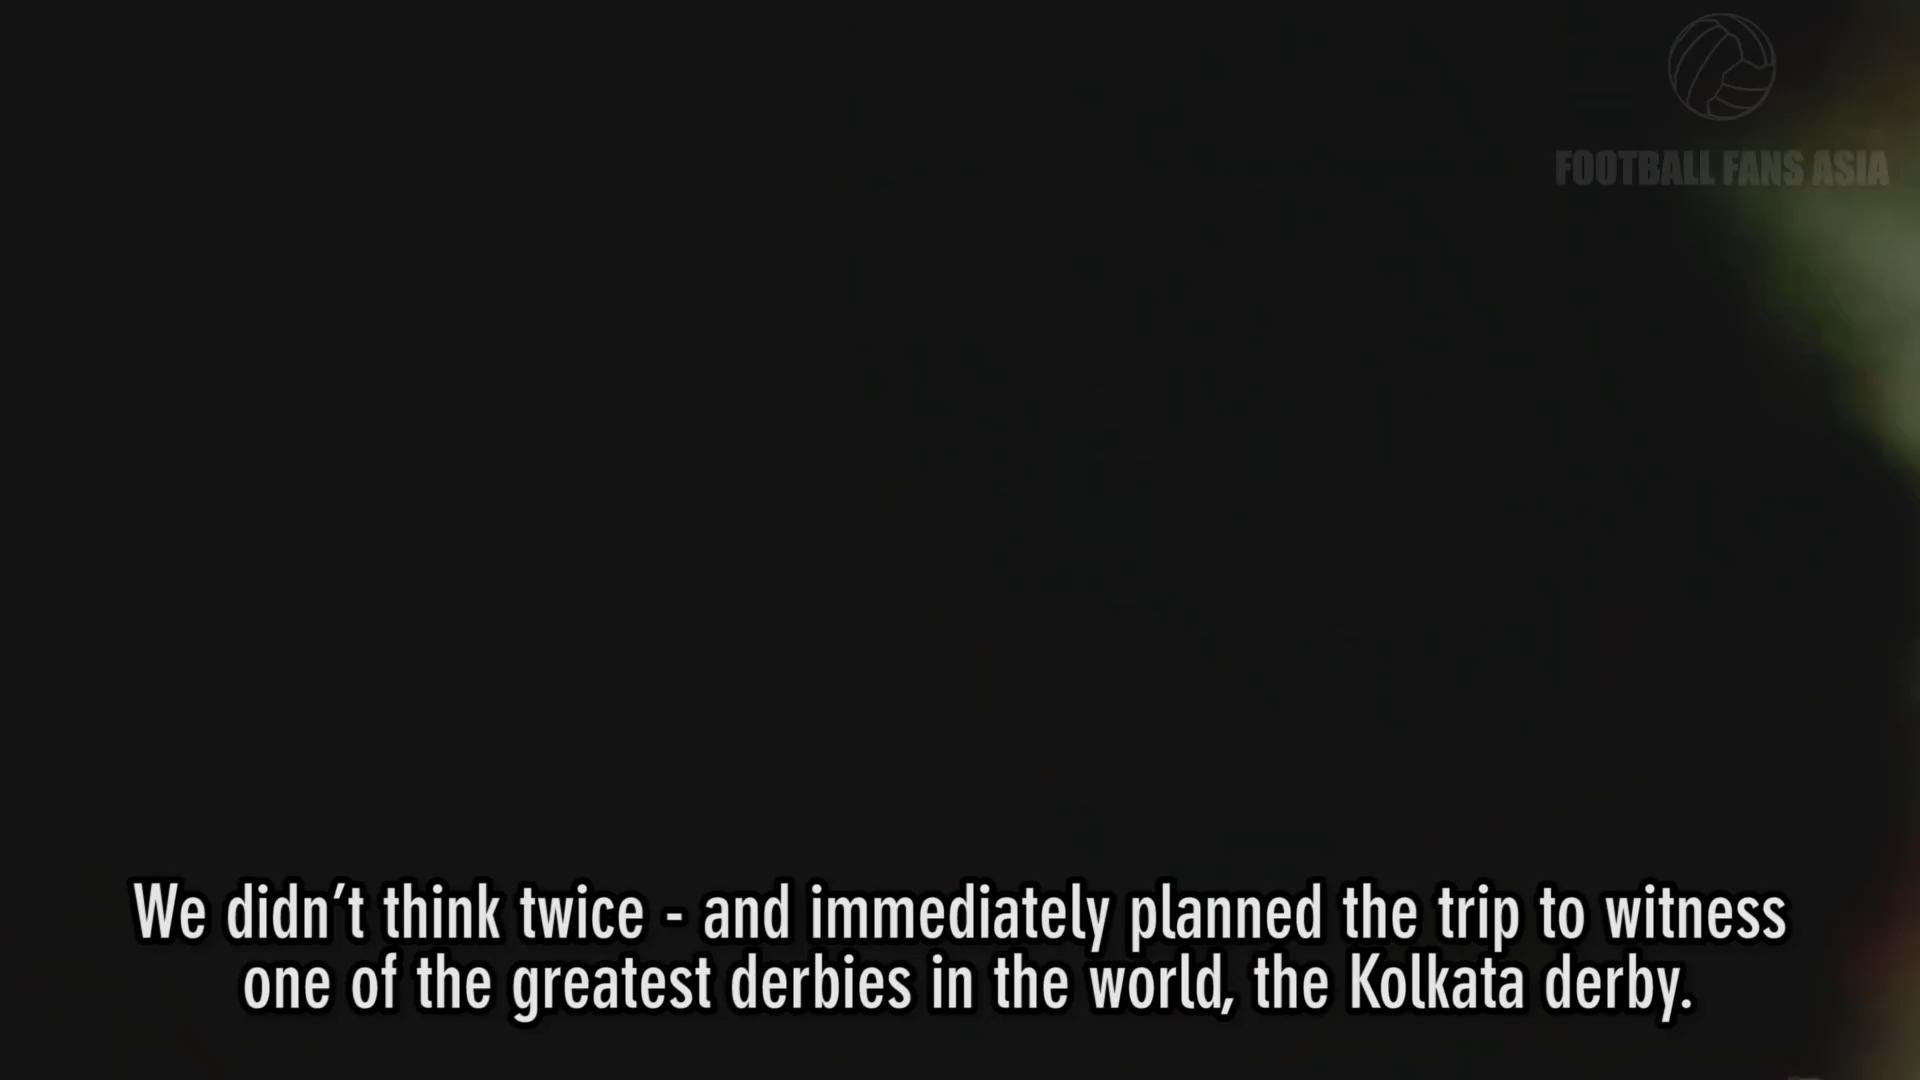 FOOTBALL FANS ASIA
We didn’t think twice - and immediately planned the trip to witness
one of the greatest derbies in the world, the Kolkata derby.